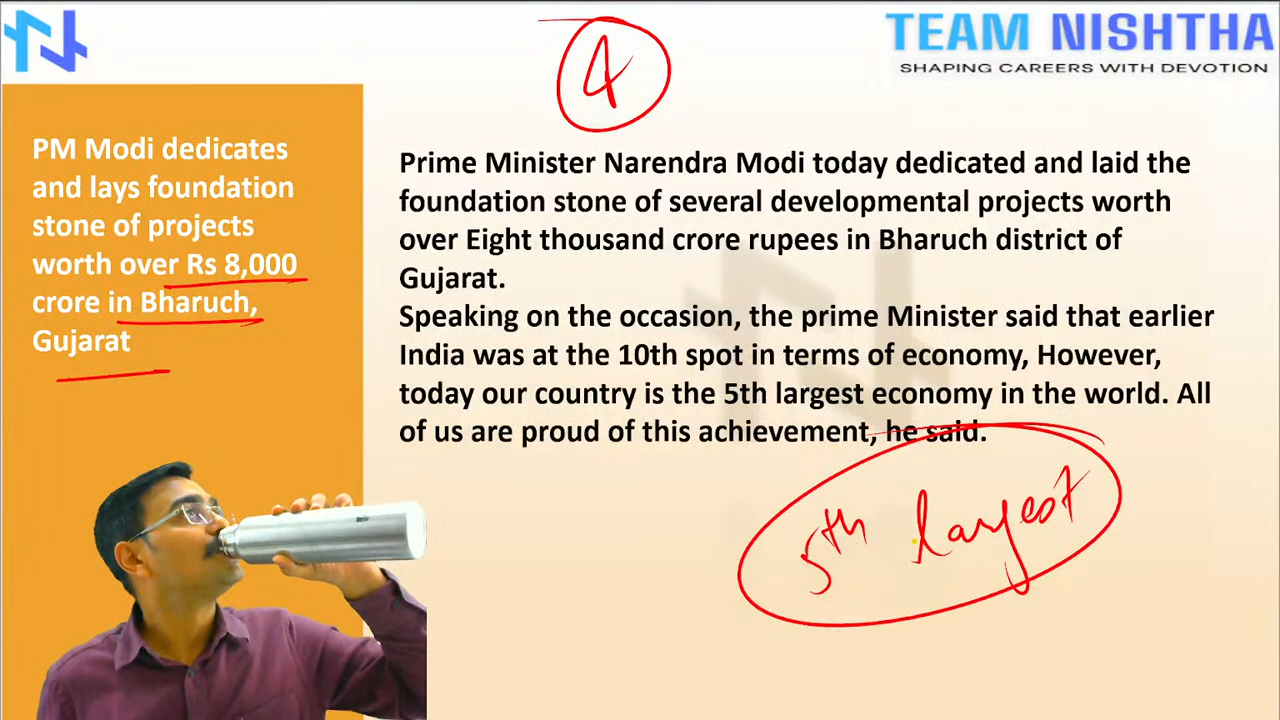 TEAM NISHTHA
SHAPING CAREERS WITH DEVOTION
4
PM Modi dedicates
and lays foundation
stone of projects
worth over Rs 8,000
crore in Bharuch,
Gujarat
Prime Minister Narendra Modi today dedicated and laid the
foundation stone of several developmental projects worth
over Eight thousand crore rupees in Bharuch district of
Gujarat.
Speaking on the occasion, the prime Minister said that earlier
India was at the 10th spot in terms of economy, However,
today our country is the 5th largest economy in the world. All
of us are proud of this achievement, he said.
5th largest